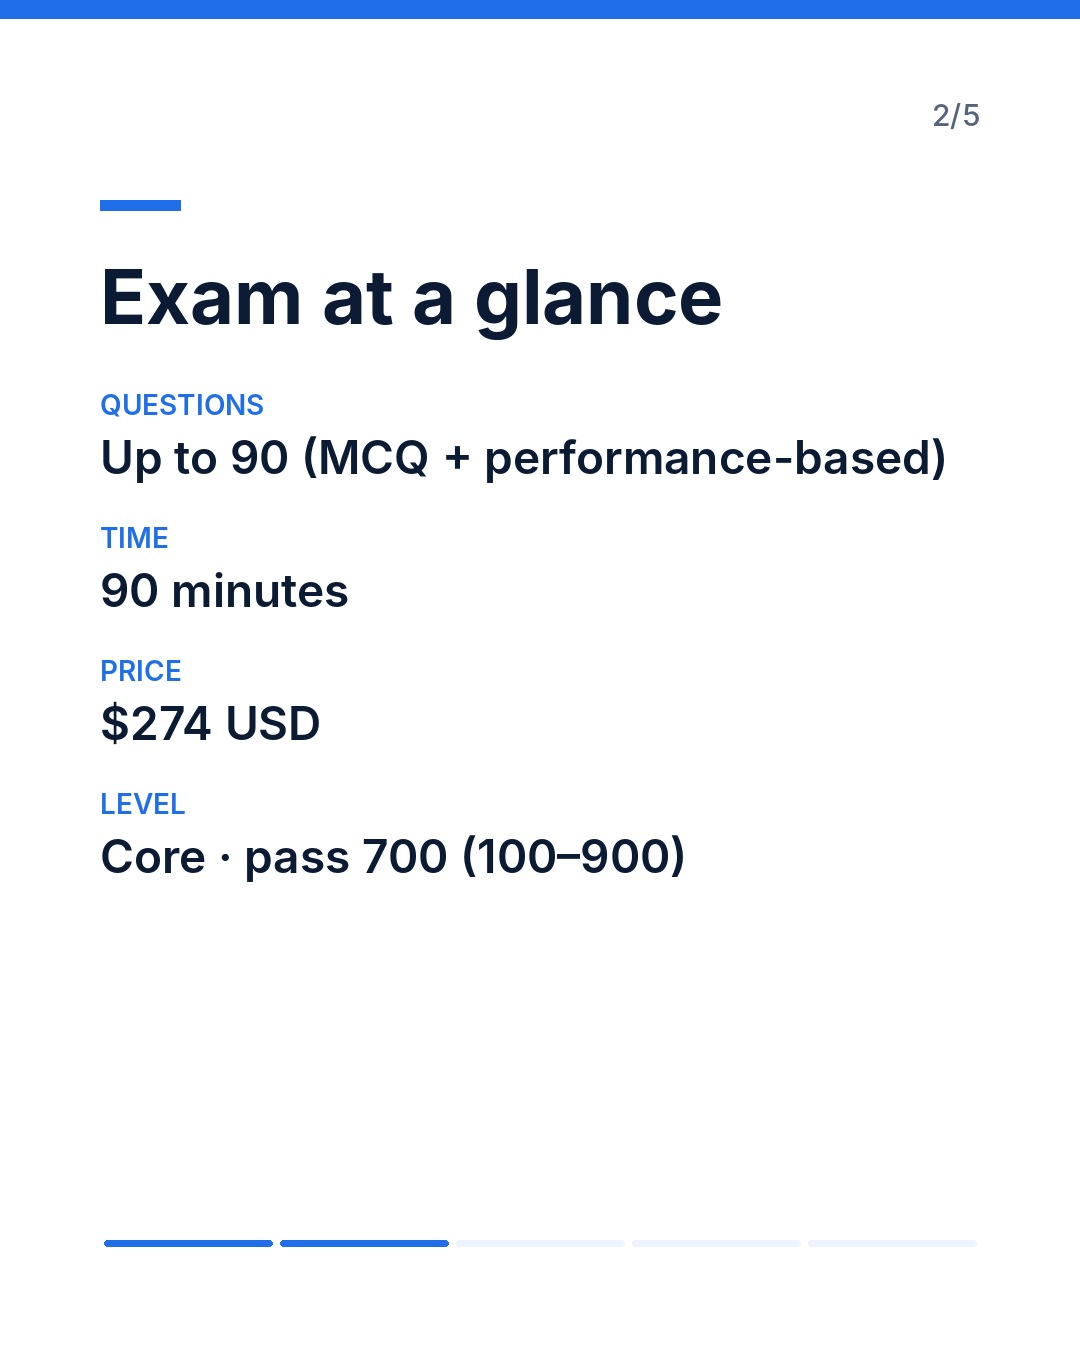 2/5
Exam at a glance
QUESTIONS
Up to 90 (MCQ + performance-based)
TIME
90 minutes
PRICE
$274 USD
LEVEL
Core · pass 700 (100–900)